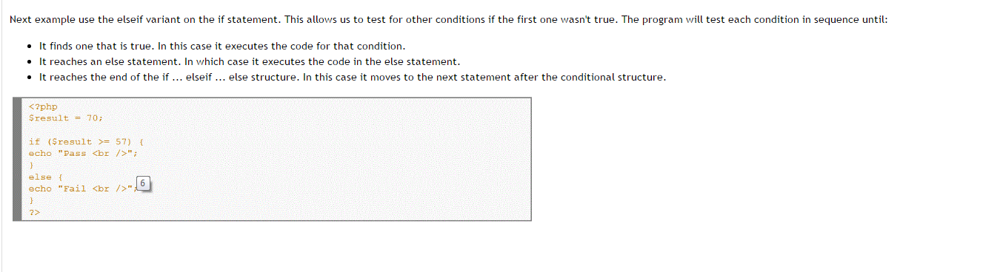 Next example use the elseif variant on the if statement. This allows us to test for other conditions if the first one wasn't true. The program will test each condition in sequence until:
• It finds one that is true. In this case it executes the code for that condition.
• It reaches an else statement. In which case it executes the code in the else statement.
• It reaches the end of the if ... elseif ... else structure. In this case it moves to the next statement after the conditional structure.
<?php
$result = 70;
if ($result >= 57) {
echo "Pass <br />";
}
else {
echo "Fail <br />";
6
}
?>